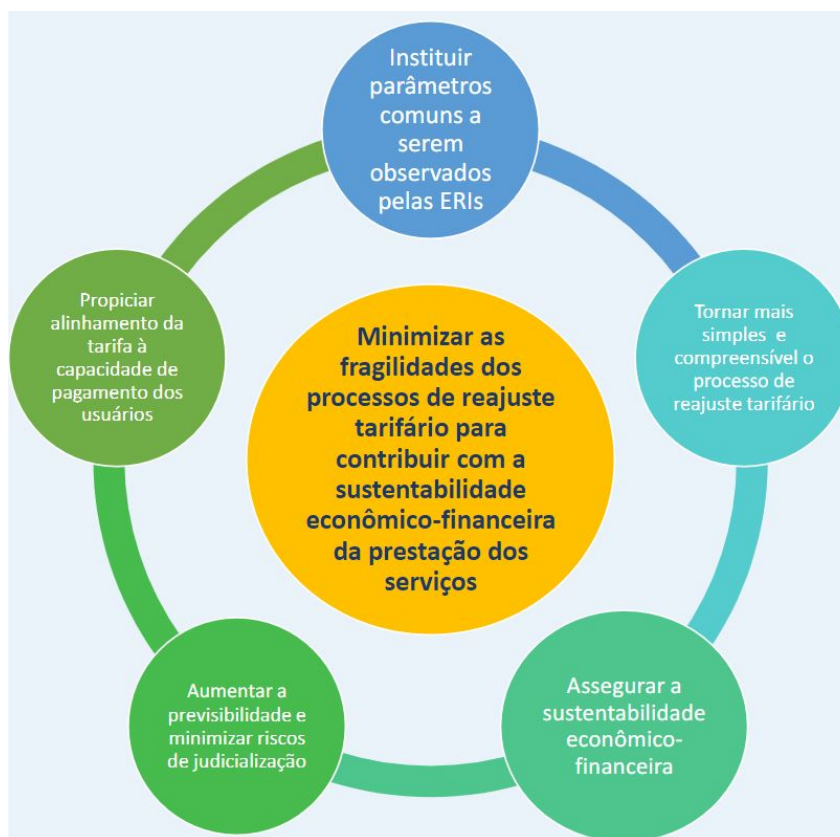 Instituir
parâmetros
comuns a
serem
observados
pelas ERIs
Tornar mais
simples e
compreensível o
processo de
reajuste tarifário
Assegurar a
sustentabilidade
econômico-
financeira
Aumentar a
previsibilidade e
minimizar riscos
de judicialização
Propiciar
alinhamento da
tarifa à
capacidade de
pagamento dos
usuários
Minimizar as
fragilidades dos
processos de reajuste
tarifário para
contribuir com a
sustentabilidade
econômico-financeira
da prestação dos
serviços